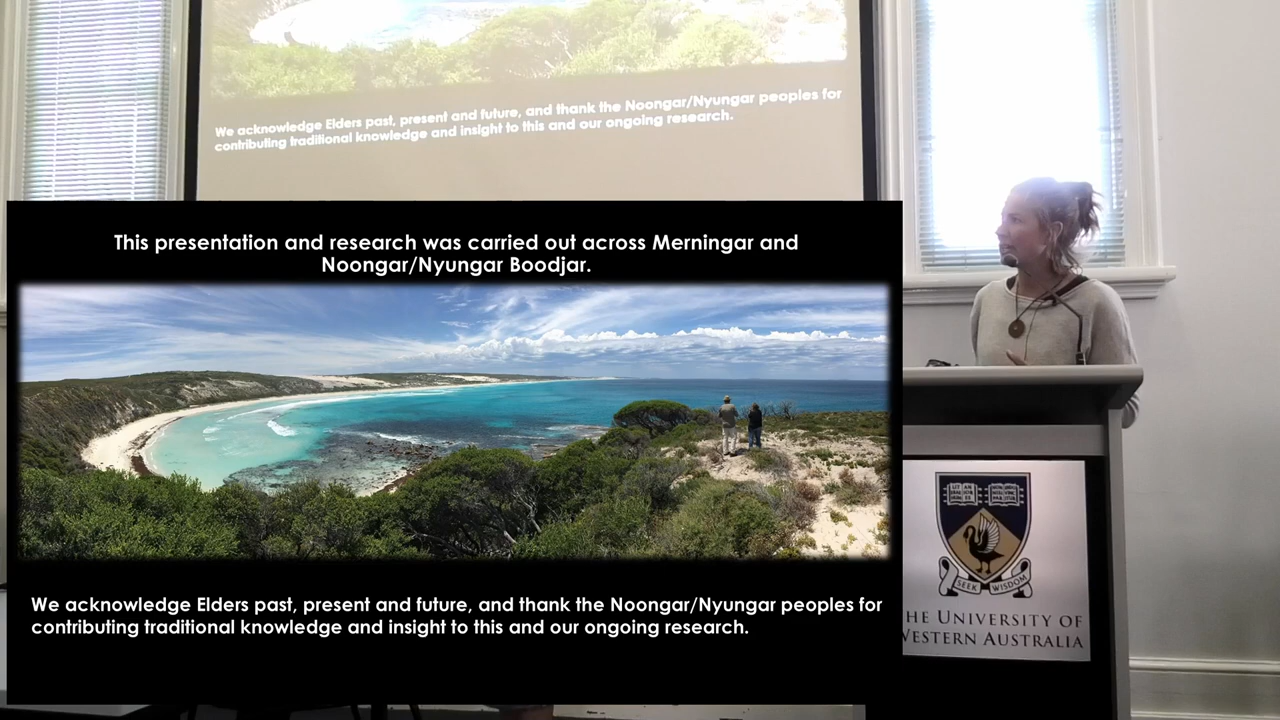 We acknowledge Elders past, present and future, and thank the Noongar/Nyungar peoples for
contributing traditional knowledge and insight to this and our ongoing research.
This presentation and research was carried out across Merningar and
Noongar/Nyungar Boodjar.
We acknowledge Elders past, present and future, and thank the Noongar/Nyungar peoples for
contributing traditional knowledge and insight to this and our ongoing research.
SEEK WISDOM
HE UNIVERSITY OF
WESTERN AUSTRALIA